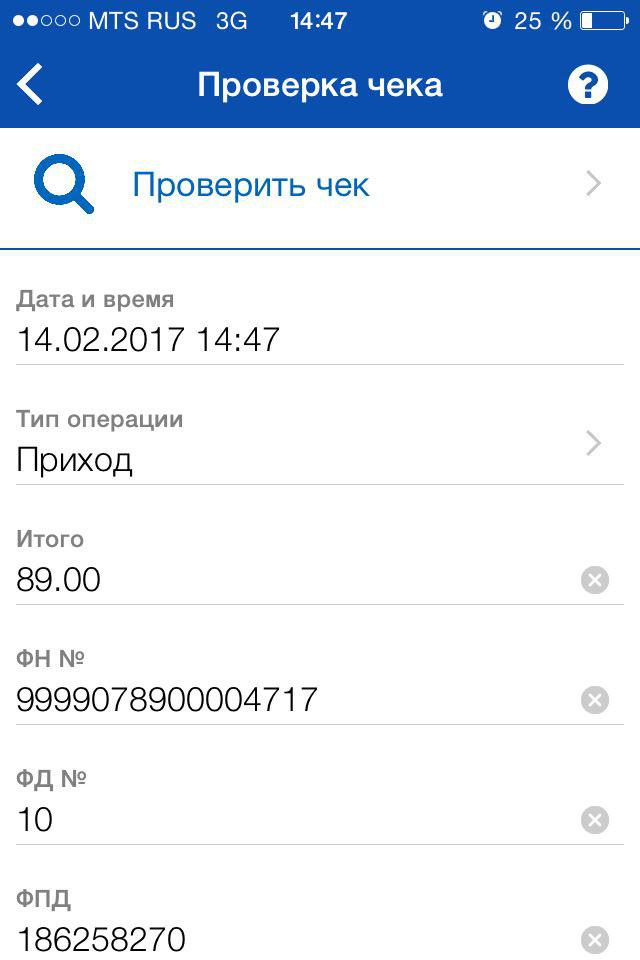 MTS RUS 3G 14:47 25 %
Проверка чека
?
Проверить чек
Дата и время
14.02.2017 14:47
Тип операции
Приход
Итого
89.00
ФН №
9999078900004717
ФД №
10
ФПД
186258270